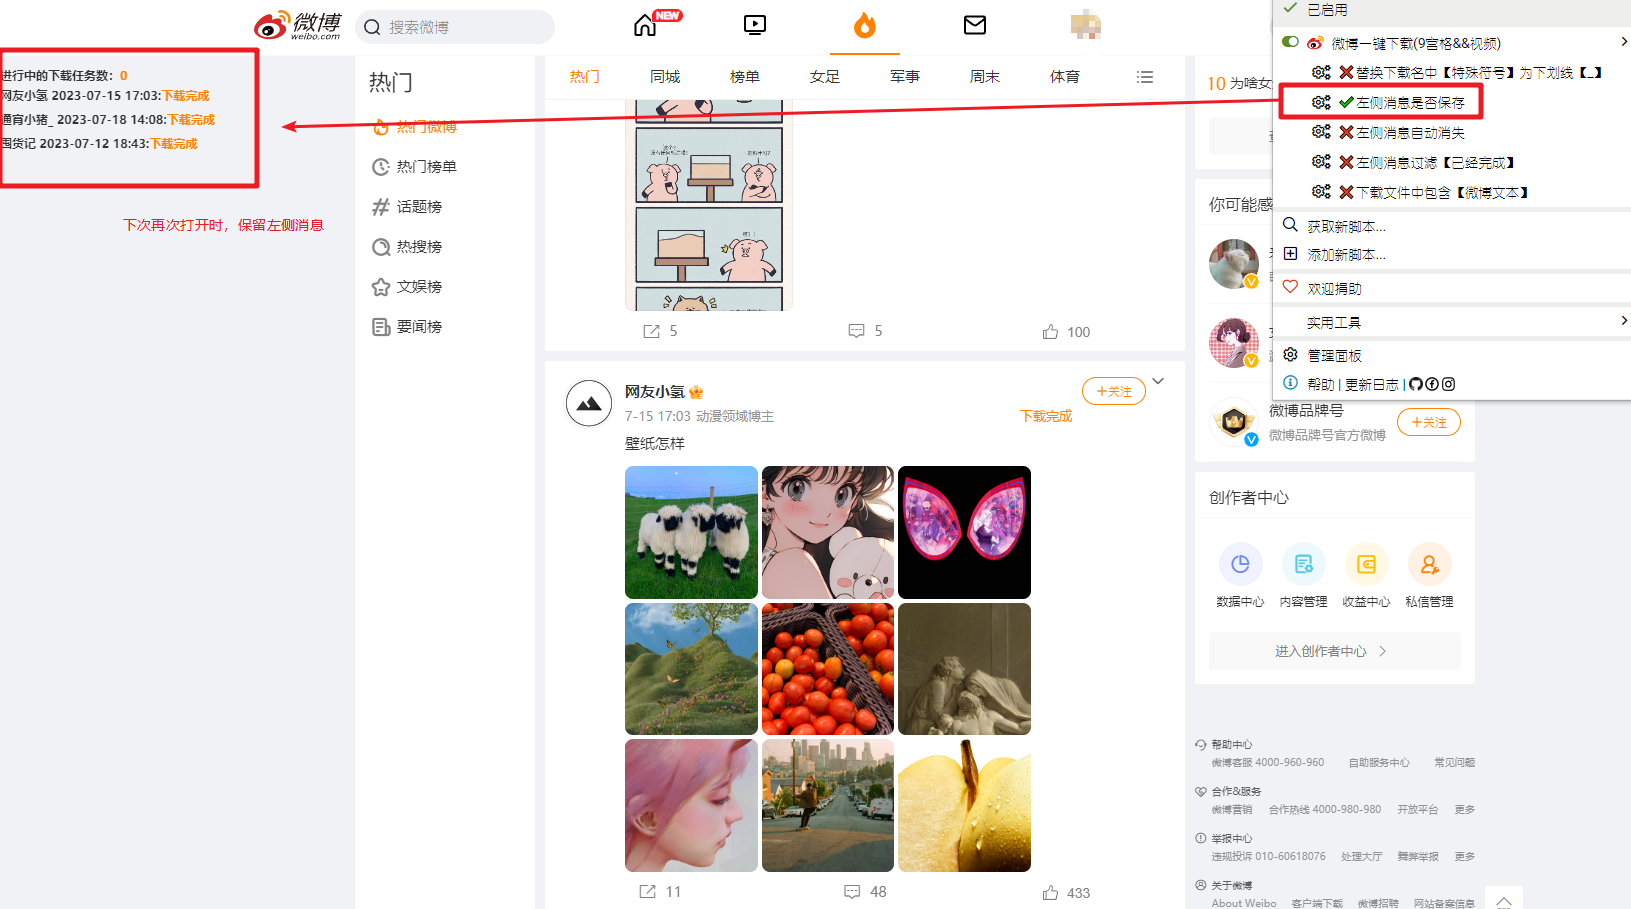 微博
weibo.com
搜索微博
NEW
已启用
微博一键下载(9宫格&&视频)
替换下载名中【特殊符号】为下划线【_】
左侧消息是否保存
左侧消息自动消失
左侧消息过滤【已经完成】
下载文件中包含【微博文本】
获取新脚本...
添加新脚本...
欢迎捐助
实用工具
管理面板
帮助 | 更新日志 |
进行中的下载任务数：0
网友小氢 2023-07-15 17:03:下载完成
通宵小猪_ 2023-07-18 14:08:下载完成
囤货记 2023-07-12 18:43:下载完成
下次再次打开时，保留左侧消息
热门
热门微博
热门榜单
话题榜
热搜榜
文娱榜
要闻榜
热门
同城
榜单
女足
军事
周末
体育
5
5
100
网友小氢
7-15 17:03 动漫领域博主
下载完成
+关注
壁纸怎样
11
48
433
10 为啥女
你可能感
微博品牌号
微博品牌号官方微博
+关注
创作者中心
数据中心
内容管理
收益中心
私信管理
进入创作者中心
帮助中心
微博客服 4000-960-960 自助服务中心 常见问题
合作&服务
微博营销 合作热线 4000-980-980 开放平台 更多
举报中心
违规投诉 010-60618076 处理大厅 舞弊举报 更多
关于微博
About Weibo 客户端下载 微博招聘 网站备案信息